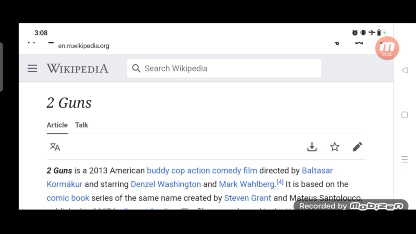 3:08
en.m.wikipedia.org
WIKIPEDIA
Search Wikipedia
2 Guns
Article Talk
2 Guns is a 2013 American buddy cop action comedy film directed by Baltasar
Kormákur and starring Denzel Washington and Mark Wahlberg.[4] It is based on the
comic book series of the same name created by Steven Grant and Mateus Santolouco,
Recorded by Mobizen